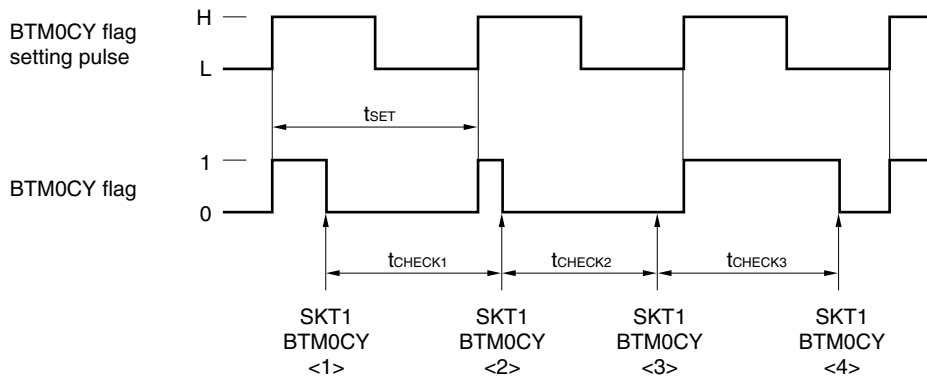 BTM0CY flag
setting pulse
H
L
tSET
BTM0CY flag
1
0
tCHECK1
tCHECK2
tCHECK3
SKT1
BTM0CY
<1>
SKT1
BTM0CY
<2>
SKT1
BTM0CY
<3>
SKT1
BTM0CY
<4>